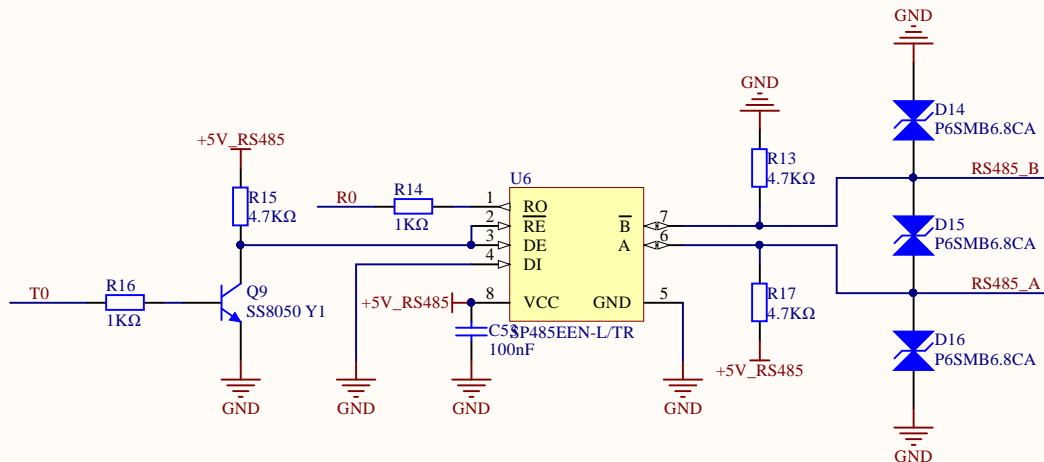 GND
D14
P6SMB6.8CA
GND
+5V_RS485
R13
4.7KΩ
RS485_B
U6
R15
4.7KΩ
R0
R14
1KΩ
1
RO
2
RE
3
DE
4
DI
7
B
6
A
D15
P6SMB6.8CA
RS485_A
T0
R16
1KΩ
Q9
SS8050 Y1
+5V_RS485
8
VCC
GND
5
R17
4.7KΩ
C53
100nF
SP485EEN-L/TR
D16
P6SMB6.8CA
+5V_RS485
GND
GND
GND
GND
GND